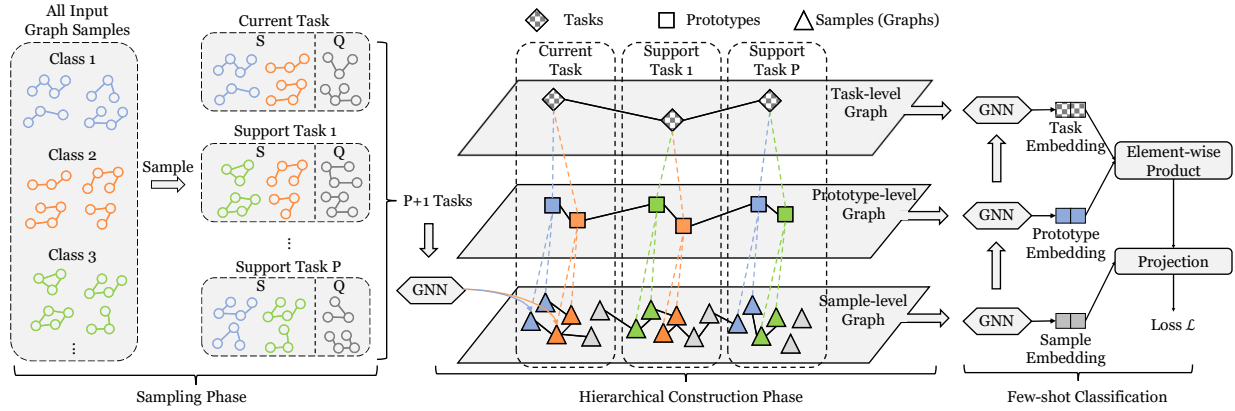 All Input
Graph Samples
Class 1
Class 2
Class 3
...
Sample
Current Task
S
Q
Support Task 1
S
Q
...
Support Task P
S
Q
Sampling Phase
P+1 Tasks
GNN
Tasks
Prototypes
Samples (Graphs)
Current
Task
Support
Task 1
Support
Task P
Task-level
Graph
Prototype-level
Graph
Sample-level
Graph
Hierarchical Construction Phase
GNN
Task
Embedding
GNN
Prototype
Embedding
GNN
Sample
Embedding
Element-wise
Product
Projection
Loss ℒ
Few-shot Classification